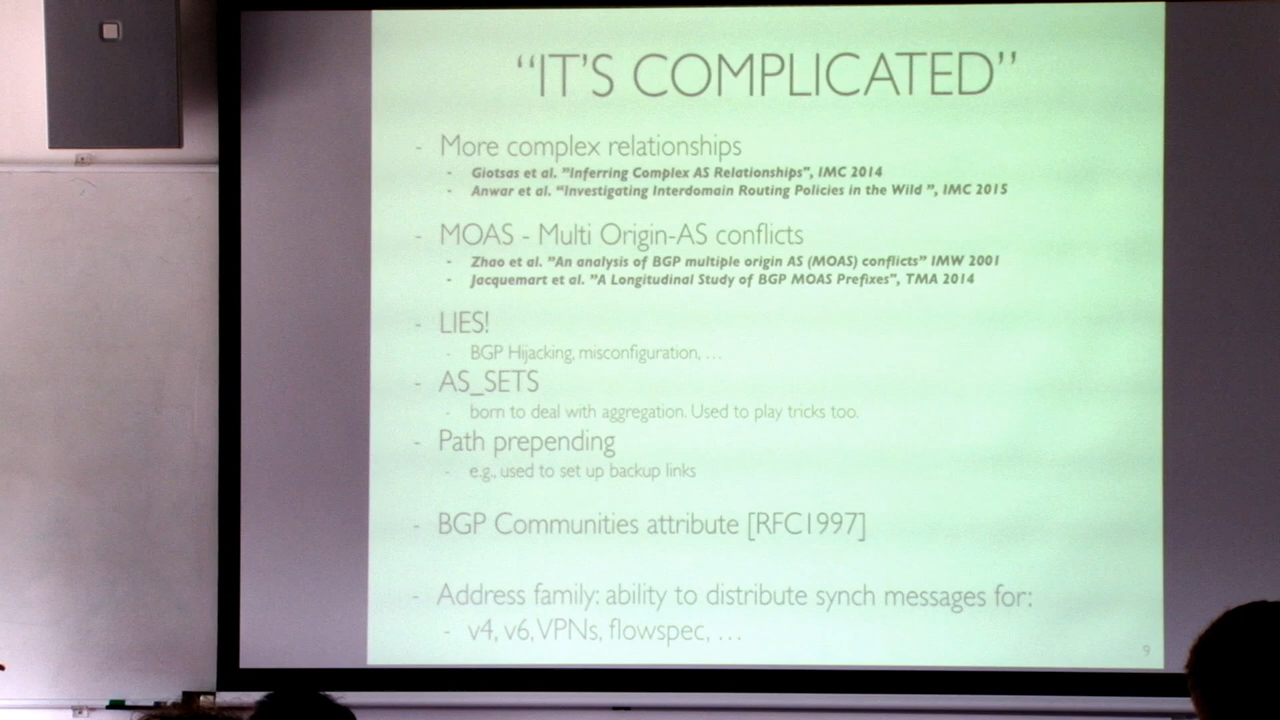 “IT’S COMPLICATED”
- More complex relationships
- Giotsas et al. ”Inferring Complex AS Relationships”, IMC 2014
- Anwar et al. “Investigating Interdomain Routing Policies in the Wild ”, IMC 2015
- MOAS - Multi Origin-AS conflicts
- Zhao et al. ”An analysis of BGP multiple origin AS (MOAS) conflicts” IMW 2001
- Jacquemart et al. ”A Longitudinal Study of BGP MOAS Prefixes”, TMA 2014
- LIES!
- BGP Hijacking, misconfiguration, …
- AS_SETS
- born to deal with aggregation. Used to play tricks too.
- Path prepending
- e.g., used to set up backup links
- BGP Communities attribute [RFC1997]
- Address family: ability to distribute synch messages for:
- v4, v6, VPNs, flowspec, …
9